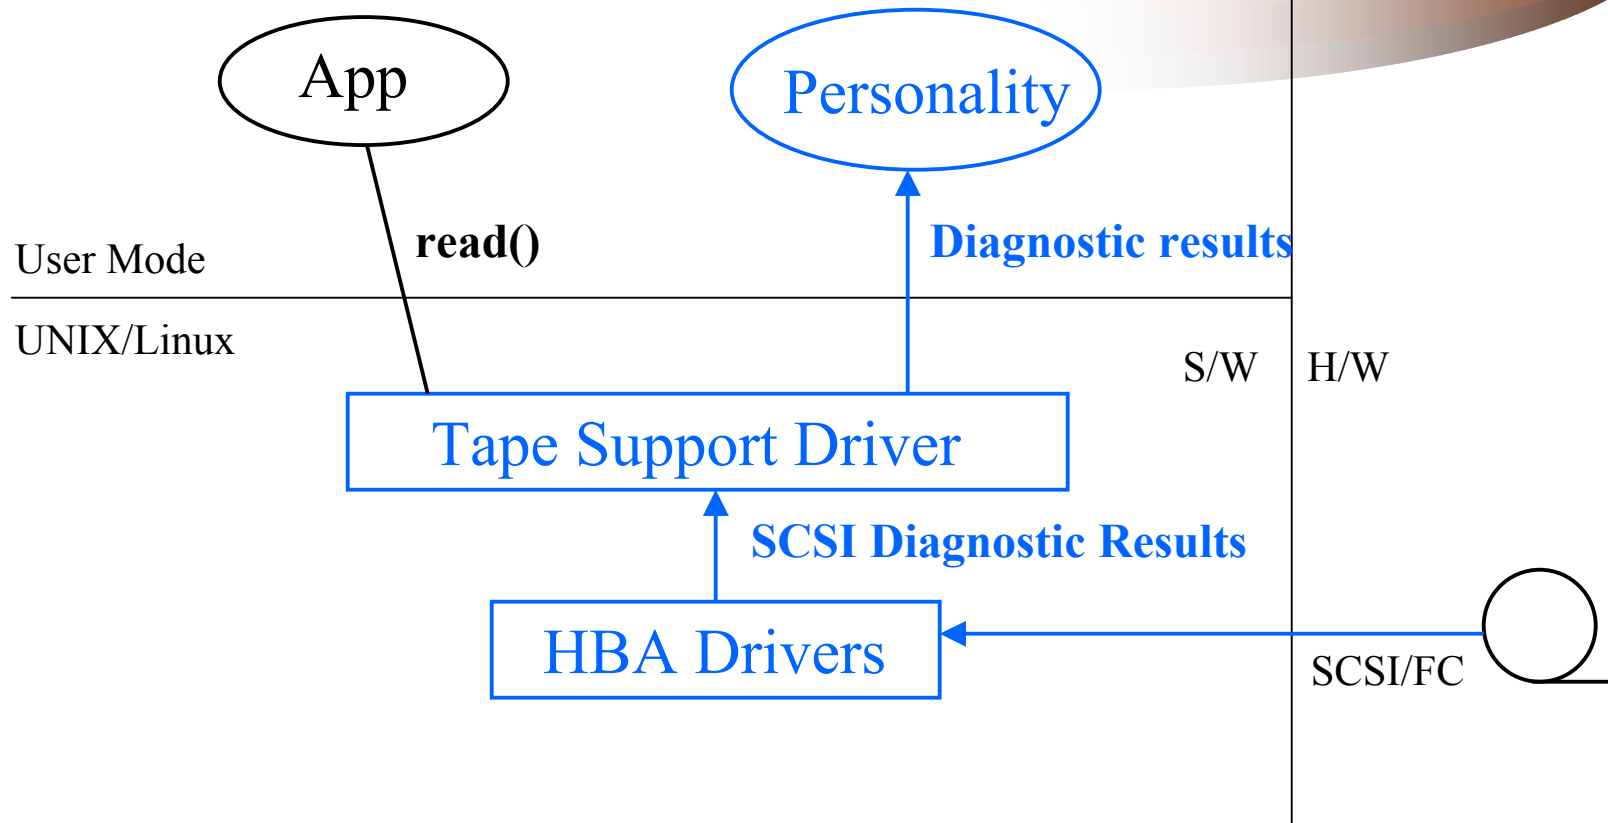 App
Personality
read()
Diagnostic results
User Mode
UNIX/Linux
S/W
H/W
Tape Support Driver
SCSI Diagnostic Results
HBA Drivers
SCSI/FC